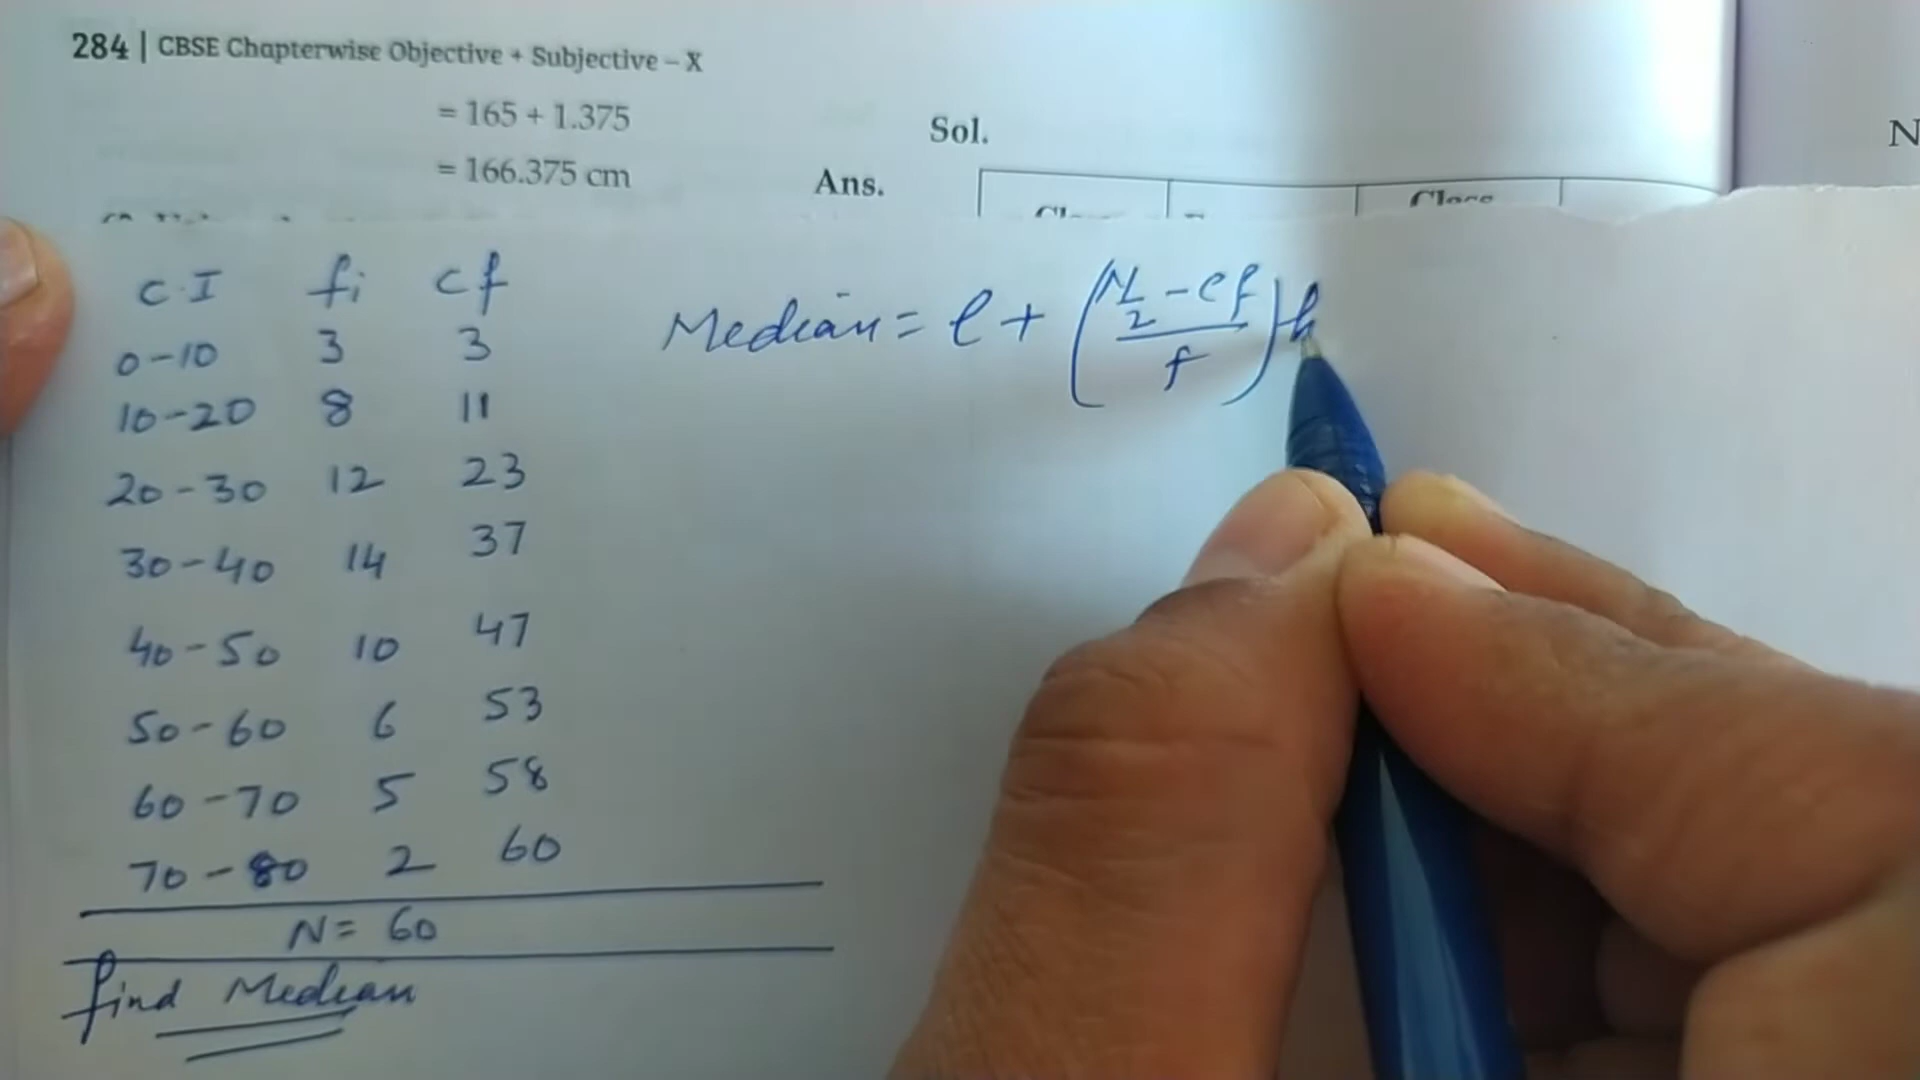 284 | CBSE Chapterwise Objective + Subjective – X
= 165 + 1.375
= 166.375 cm
Ans.
Sol.
N
Class
C.I fi cf
0-10 3 3
10-20 8 11
20-30 12 23
30-40 14 37
40-50 10 47
50-60 6 53
60-70 5 58
70-80 2 60
N= 60
find Median
Median = l + (N/2 - cf / f) h